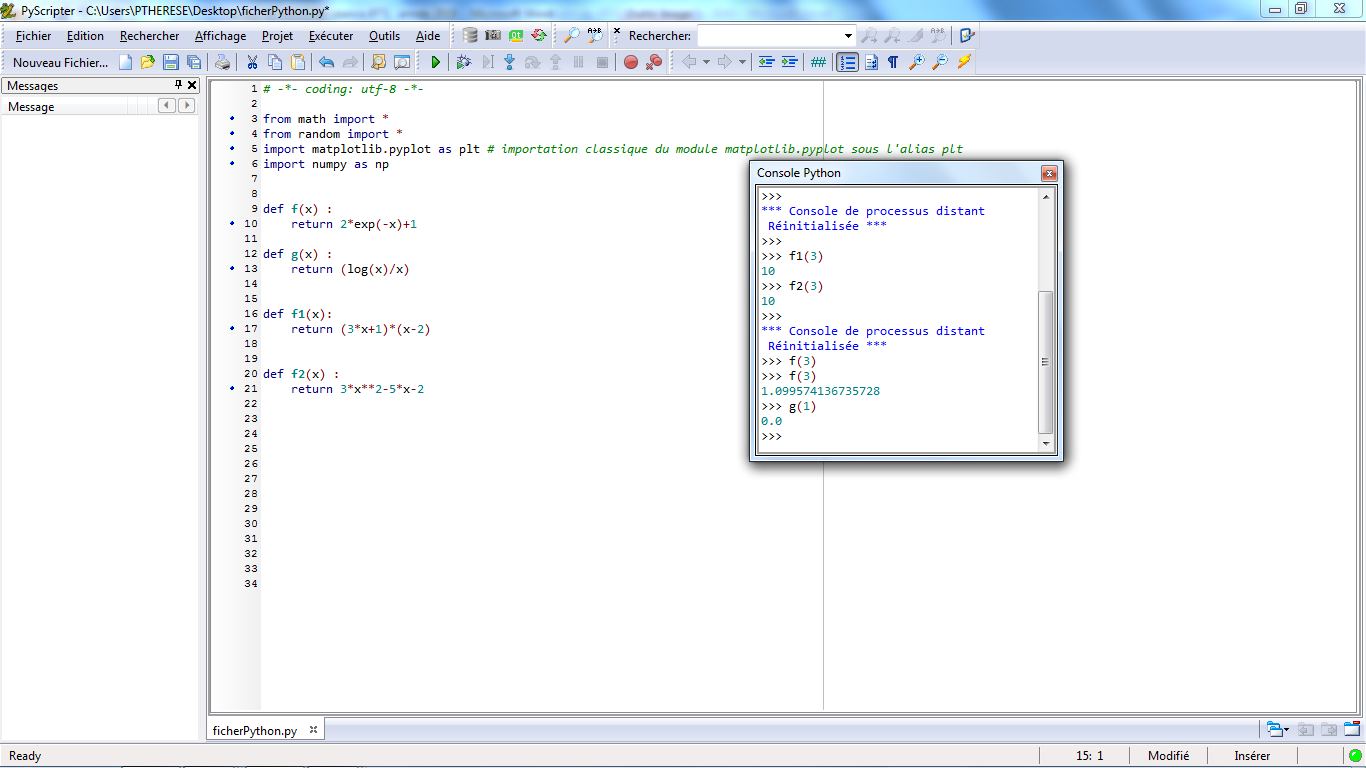 PyScripter - C:\Users\PTHERESE\Desktop\ficherPython.py*
Fichier Edition Rechercher Affichage Projet Exécuter Outils Aide Rechercher:
Nouveau Fichier...
Messages
Message
1 # -*- coding: utf-8 -*-
2
3 from math import *
4 from random import *
5 import matplotlib.pyplot as plt # importation classique du module matplotlib.pyplot sous l'alias plt
6 import numpy as np
7
8
9 def f(x) :
10 return 2*exp(-x)+1
11
12 def g(x) :
13 return (log(x)/x)
14
15
16 def f1(x):
17 return (3*x+1)*(x-2)
18
19
20 def f2(x) :
21 return 3*x**2-5*x-2
22
23
24
25
26
27
28
29
30
31
32
33
34
Console Python
>>>
*** Console de processus distant
Réinitialisée ***
>>>
>>> f1(3)
10
>>> f2(3)
10
>>>
*** Console de processus distant
Réinitialisée ***
>>> f(3)
>>> f(3)
1.099574136735728
>>> g(1)
0.0
>>>
ficherPython.py
Ready 15: 1 Modifié Insérer